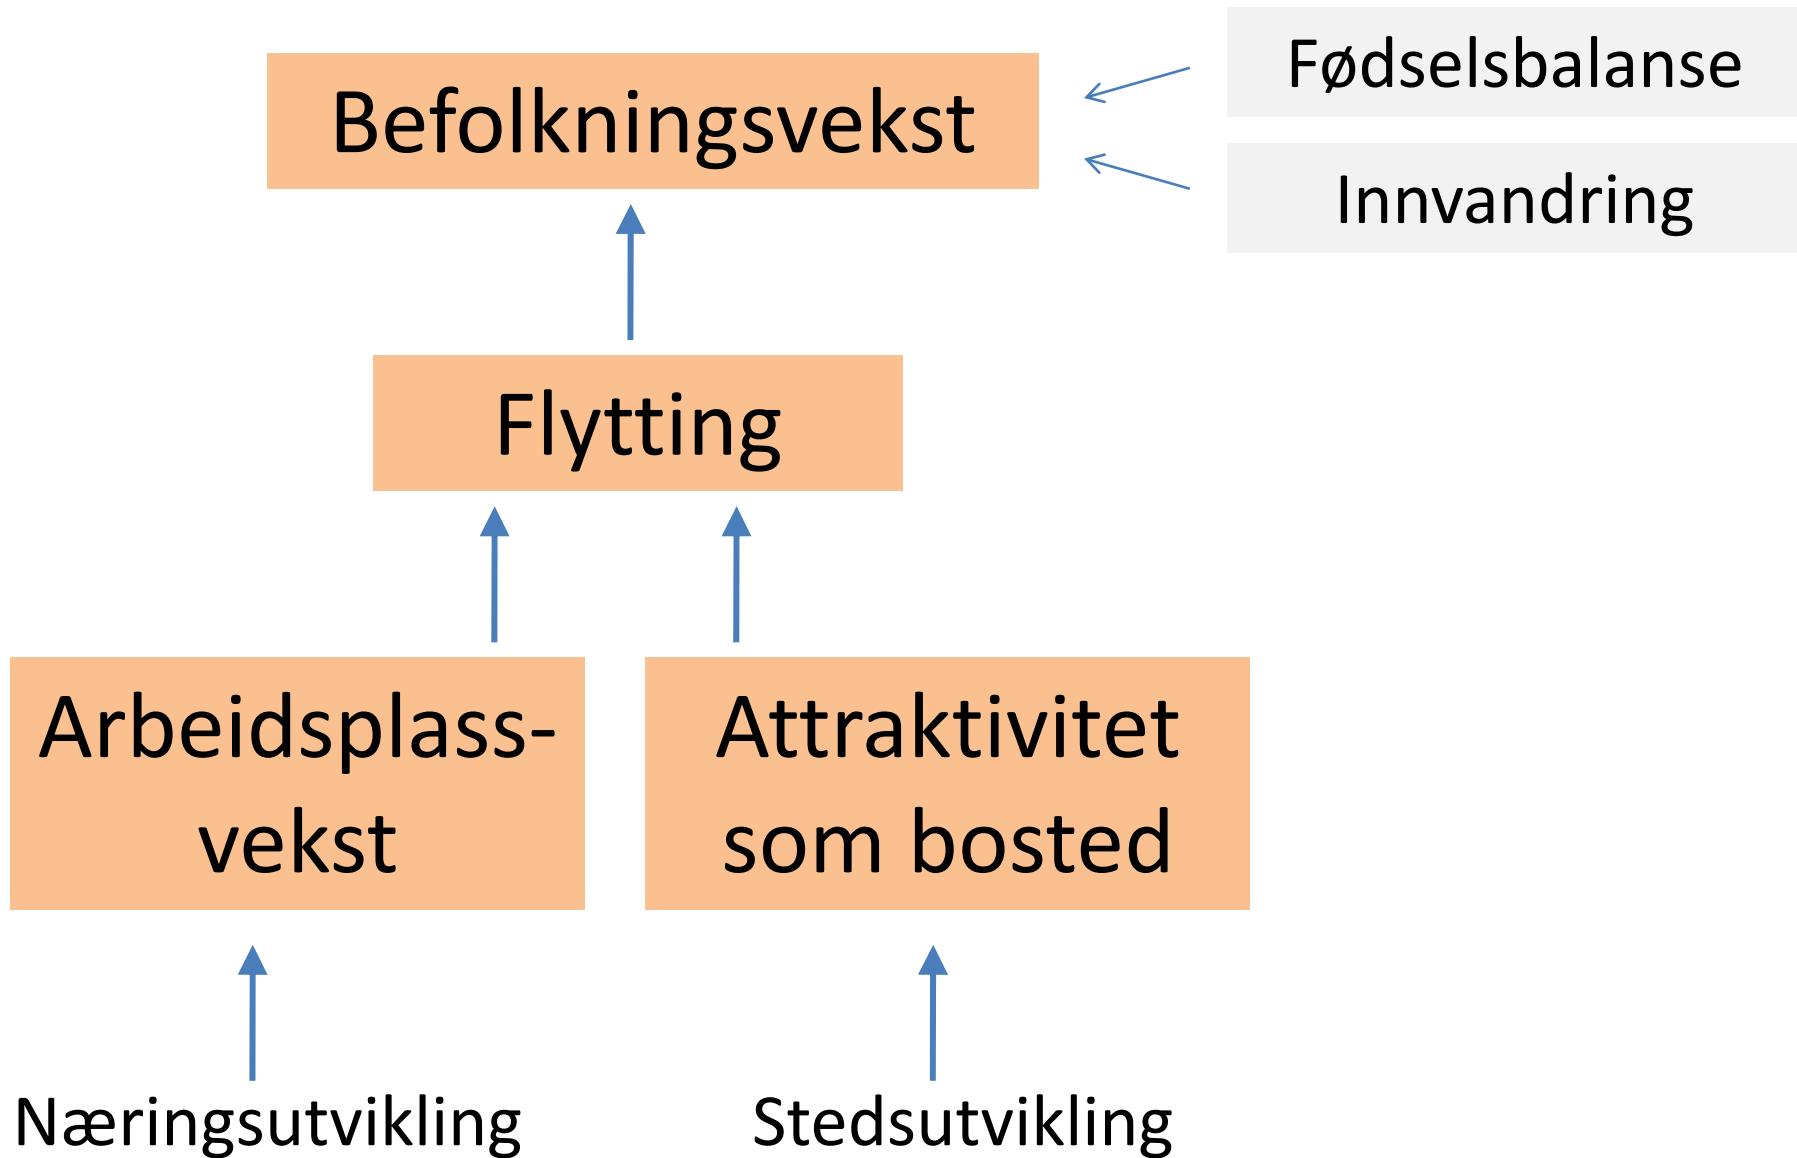 Befolkningsvekst
Fødselsbalanse
Innvandring
Flytting
Arbeidsplass-
vekst
Attraktivitet
som bosted
Næringsutvikling
Stedsutvikling